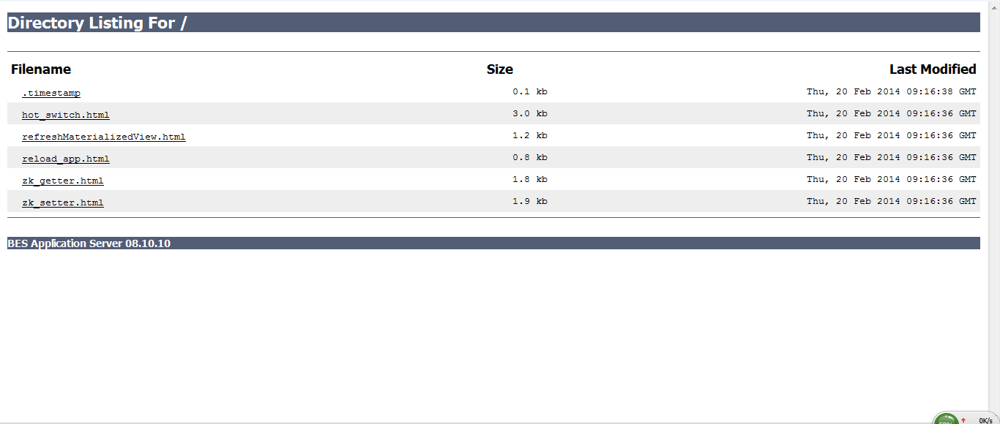 Directory Listing For /
Filename Size Last Modified
.timestamp 0.1 kb Thu, 20 Feb 2014 09:16:38 GMT
hot_switch.html 3.0 kb Thu, 20 Feb 2014 09:16:36 GMT
refreshMaterializedView.html 1.2 kb Thu, 20 Feb 2014 09:16:36 GMT
reload_app.html 0.8 kb Thu, 20 Feb 2014 09:16:36 GMT
zk_getter.html 1.8 kb Thu, 20 Feb 2014 09:16:36 GMT
zk_setter.html 1.9 kb Thu, 20 Feb 2014 09:16:36 GMT
BES Application Server 08.10.10
0K/s